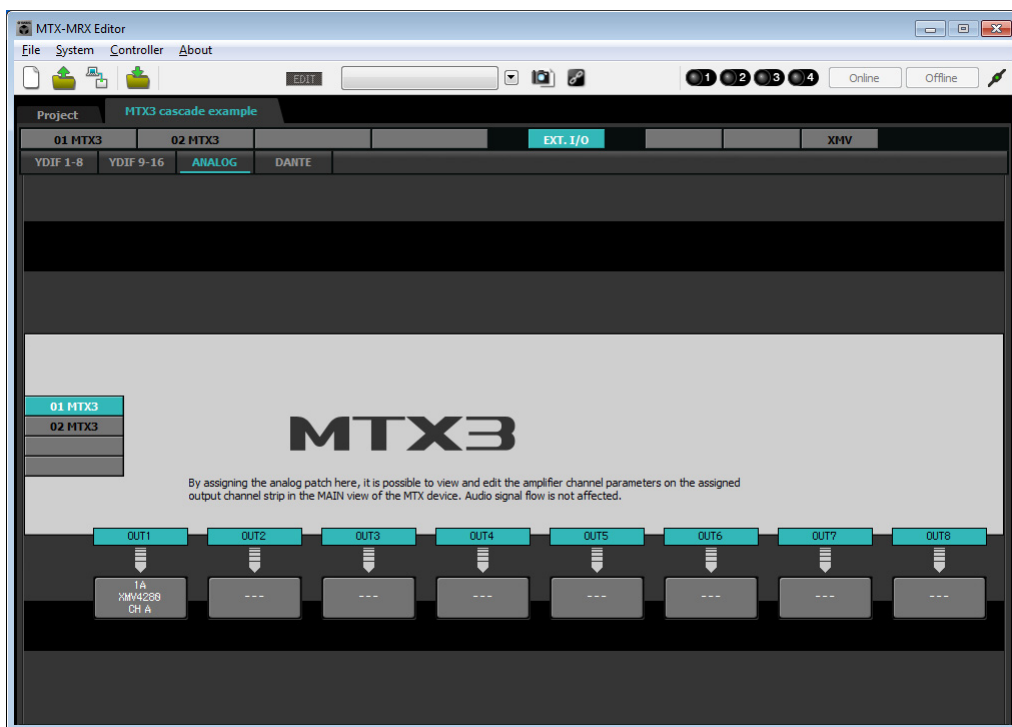 MTX-MRX Editor
File System Controller About
EDIT 1 2 3 4 Online Offline
Project MTX3 cascade example
01 MTX3 02 MTX3 EXT. I/O XMV
YDIF 1-8 YDIF 9-16 ANALOG DANTE
01 MTX3
02 MTX3
MTX3
By assigning the analog patch here, it is possible to view and edit the amplifier channel parameters on the assigned
output channel strip in the MAIN view of the MTX device. Audio signal flow is not affected.
OUT1 OUT2 OUT3 OUT4 OUT5 OUT6 OUT7 OUT8
1A
XMV4280
CH A
--- --- --- --- --- --- ---